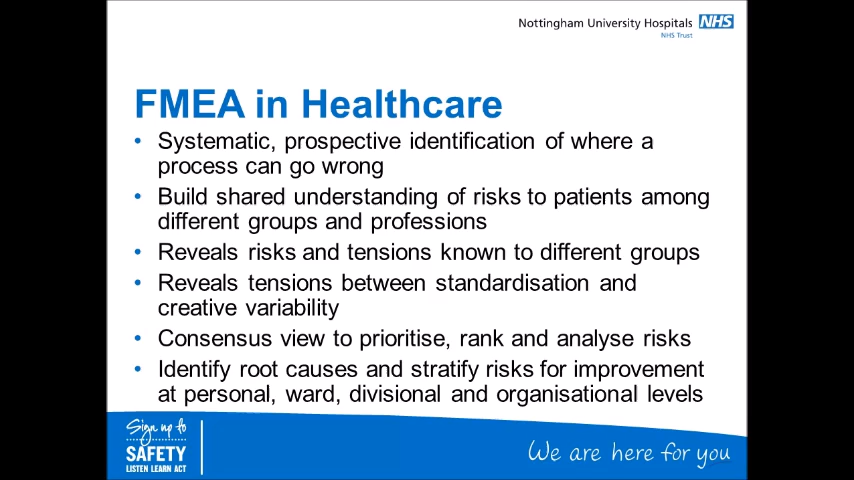 Nottingham University Hospitals NHS
NHS Trust
FMEA in Healthcare
• Systematic, prospective identification of where a
process can go wrong
• Build shared understanding of risks to patients among
different groups and professions
• Reveals risks and tensions known to different groups
• Reveals tensions between standardisation and
creative variability
• Consensus view to prioritise, rank and analyse risks
• Identify root causes and stratify risks for improvement
at personal, ward, divisional and organisational levels
Sign up to
SAFETY
LISTEN LEARN ACT
We are here for you